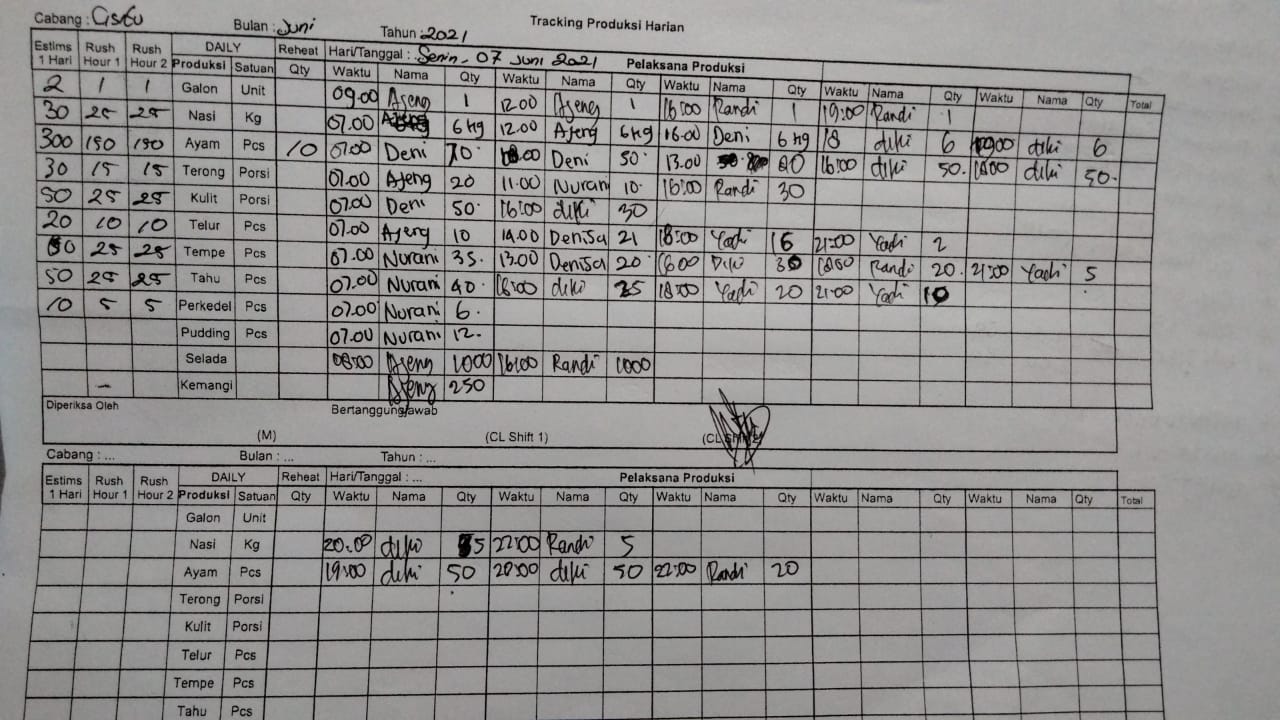 Tracking Produksi Harian
Cabang : Cisitu Bulan : Juni Tahun : 2021
Estims 1 Hari Rush Hour 1 Rush Hour 2 DAILY Reheat Hari/Tanggal : Senin, 07 Juni 2021 Pelaksana Produksi
Produksi Satuan Qty Waktu Nama Qty Waktu Nama Qty Waktu Nama Qty Waktu Nama Qty Waktu Nama Qty Total
2 1 1 Galon Unit 09.00 Ajeng 1 12.00 Ajeng 1 16:00 Randi 1 19:00 Randi 1
30 25 25 Nasi Kg 07.00 Ajeng 6 kg 12.00 Ajeng 6 kg 16.00 Deni 6 kg 18 diki 6 diki 6
300 150 150 Ayam Pcs 10 07.00 Deni 70 Deni 50 13.00 20 16:00 diki 50 1800 diki 50
30 15 15 Terong Porsi 07.00 Ajeng 20 11.00 Nurani 10 16:00 Randi 30
50 25 25 Kulit Porsi 07.00 Deni 50 16:00 diki 30
20 10 10 Telur Pcs 07.00 Ajeng 10 14.00 Denisa 21 18:00 Yadi 21:00 Yadi 2
50 25 25 Tempe Pcs 07.00 Nurani 35 13.00 Denisa 20 1600 Diki Randi 20 21:00 Yadi 5
50 25 25 Tahu Pcs 07.00 Nurani 40 16:00 diki 25 18:00 Yadi 20 21:00 Yadi 10
10 5 5 Perkedel Pcs 07.00 Nurani 6
Pudding Pcs 07.00 Nurani 12
Selada 08:00 Ajeng 1000 16:00 Randi 1000
- Kemangi Ajeng 250
Diperiksa Oleh Bertanggungjawab
(M) (CL Shift 1) (CL Shift 2)
Cabang : ... Bulan : ... Tahun : ...
Estims 1 Hari Rush Hour 1 Rush Hour 2 DAILY Reheat Hari/Tanggal : ... Pelaksana Produksi
Produksi Satuan Qty Waktu Nama Qty Waktu Nama Qty Waktu Nama Qty Waktu Nama Qty Waktu Nama Qty Total
Galon Unit
Nasi Kg 20.00 diki 5 22:00 Randi 5
Ayam Pcs 19:00 diki 50 20:00 diki 50 22:00 Randi 20
Terong Porsi
Kulit Porsi
Telur Pcs
Tempe Pcs
Tahu Pcs